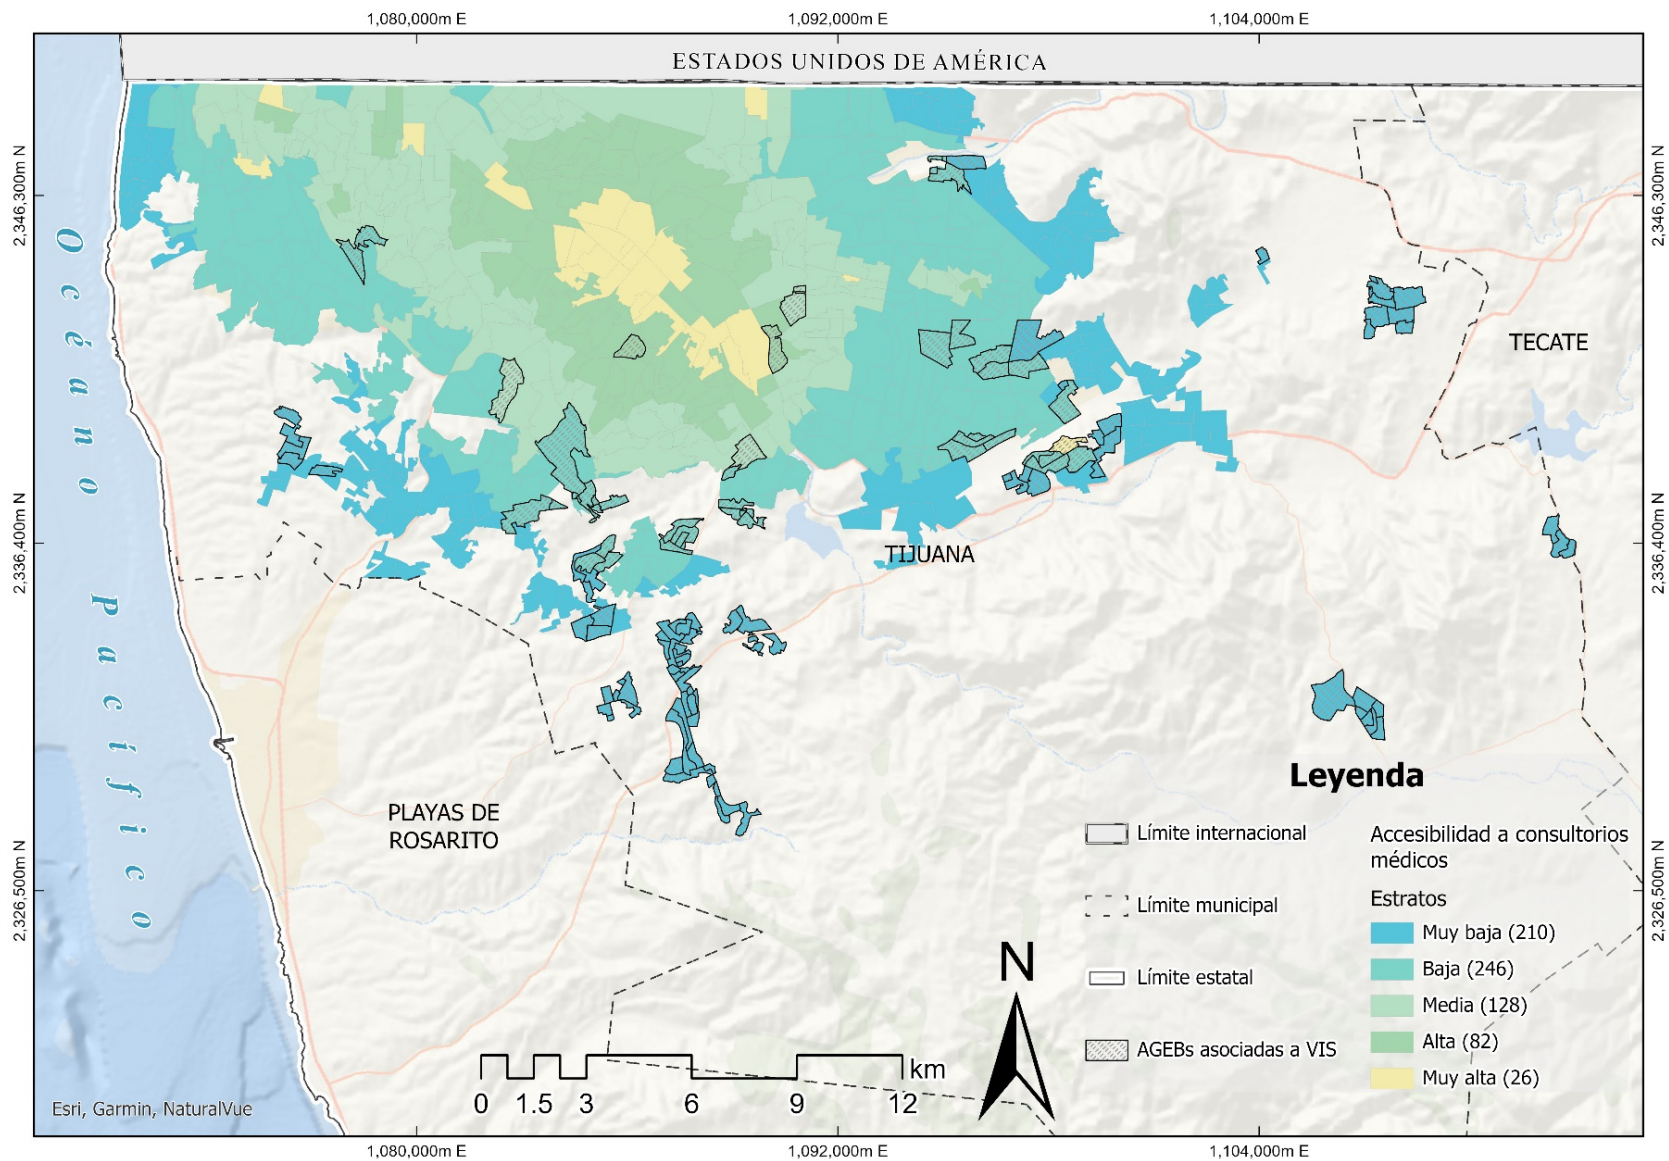 1,080,000m E
1,092,000m E
1,104,000m E
ESTADOS UNIDOS DE AMÉRICA
2,346,300m N
2,346,300m N
Océano Pacífico
TECATE
2,336,400m N
2,336,400m N
TIJUANA
PLAYAS DE
ROSARITO
2,326,500m N
2,326,500m N
Leyenda
Límite internacional
Límite municipal
Límite estatal
AGEBs asociadas a VIS
Accesibilidad a consultorios
médicos
Estratos
Muy baja (210)
Baja (246)
Media (128)
Alta (82)
Muy alta (26)
N
km
0 1.5 3 6 9 12
Esri, Garmin, NaturalVue
1,080,000m E
1,092,000m E
1,104,000m E